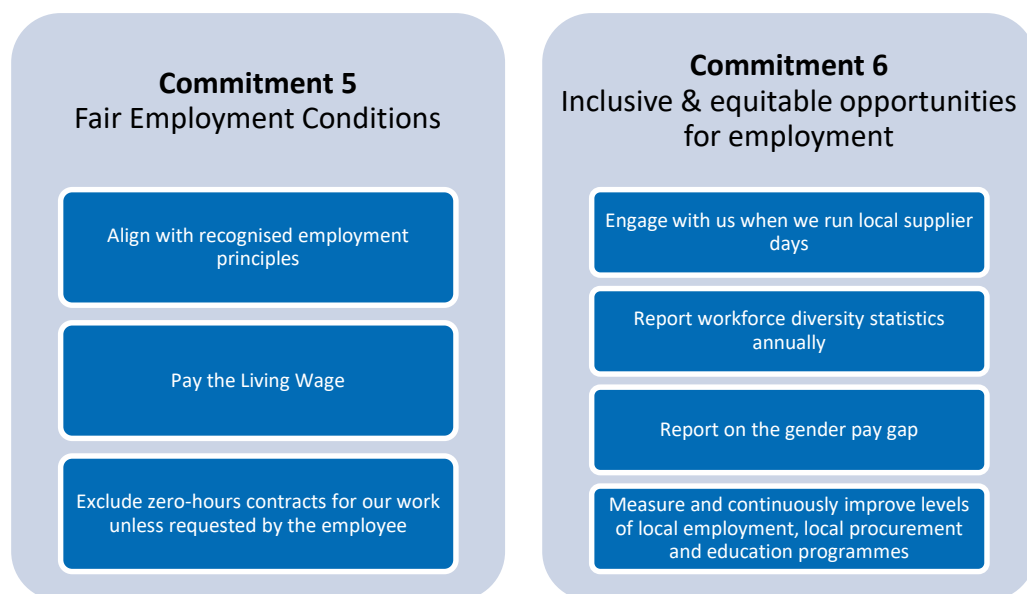 Commitment 5
Fair Employment Conditions
Align with recognised employment
principles
Pay the Living Wage
Exclude zero-hours contracts for our work
unless requested by the employee
Commitment 6
Inclusive & equitable opportunities
for employment
Engage with us when we run local supplier
days
Report workforce diversity statistics
annually
Report on the gender pay gap
Measure and continuously improve levels
of local employment, local procurement
and education programmes